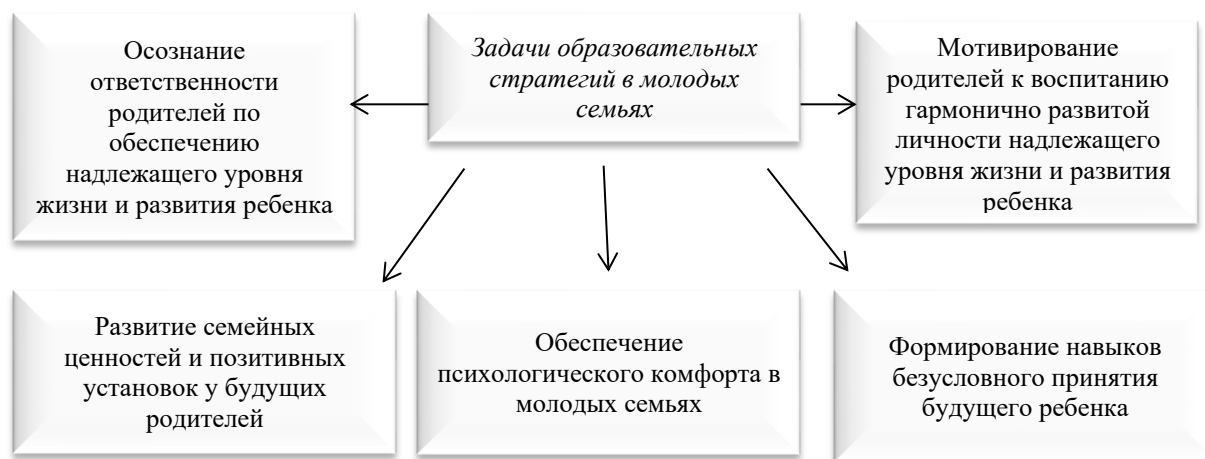 Осознание
ответственности
родителей по
обеспечению
надлежащего уровня
жизни и развития ребенка
Задачи образовательных
стратегий в молодых
семьях
Мотивирование
родителей к воспитанию
гармонично развитой
личности надлежащего
уровня жизни и развития
ребенка
Развитие семейных
ценностей и позитивных
установок у будущих
родителей
Обеспечение
психологического комфорта в
молодых семьях
Формирование навыков
безусловного принятия
будущего ребенка